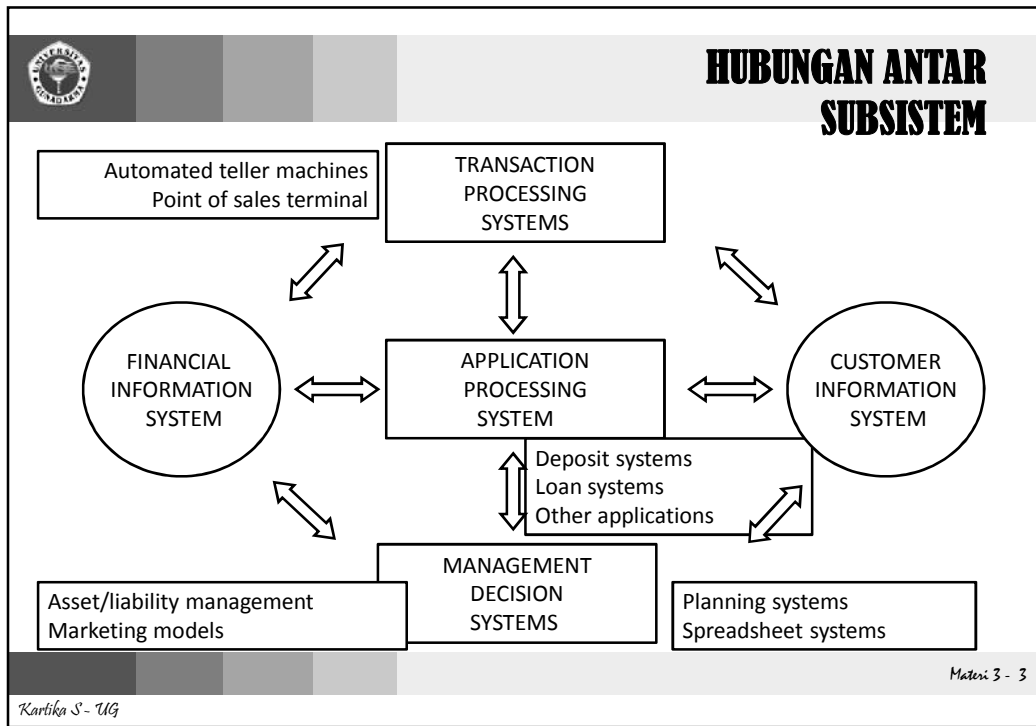 UNIVERSITAS
GUNADARMA
HUBUNGAN ANTAR
SUBSISTEM
Automated teller machines
Point of sales terminal
TRANSACTION
PROCESSING
SYSTEMS
FINANCIAL
INFORMATION
SYSTEM
APPLICATION
PROCESSING
SYSTEM
CUSTOMER
INFORMATION
SYSTEM
Deposit systems
Loan systems
Other applications
MANAGEMENT
DECISION
SYSTEMS
Asset/liability management
Marketing models
Planning systems
Spreadsheet systems
Materi 3 - 3
Kartika S - UG